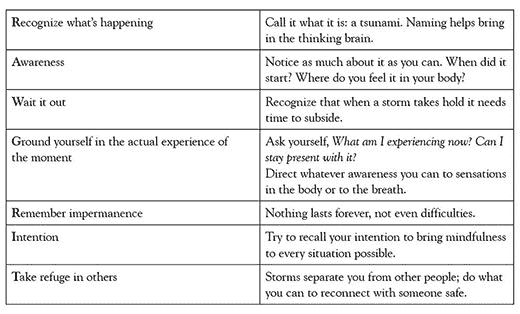 Recognize what's happening
Call it what it is: a tsunami. Naming helps bring
in the thinking brain.
Awareness
Notice as much about it as you can. When did it
start? Where do you feel it in your body?
Wait it out
Recognize that when a storm takes hold it needs
time to subside.
Ground yourself in the actual experience of
the moment
Ask yourself, What am I experiencing now? Can I
stay present with it?
Direct whatever awareness you can to sensations
in the body or to the breath.
Remember impermanence
Nothing lasts forever, not even difficulties.
Intention
Try to recall your intention to bring mindfulness
to every situation possible.
Take refuge in others
Storms separate you from other people; do what
you can to reconnect with someone safe.